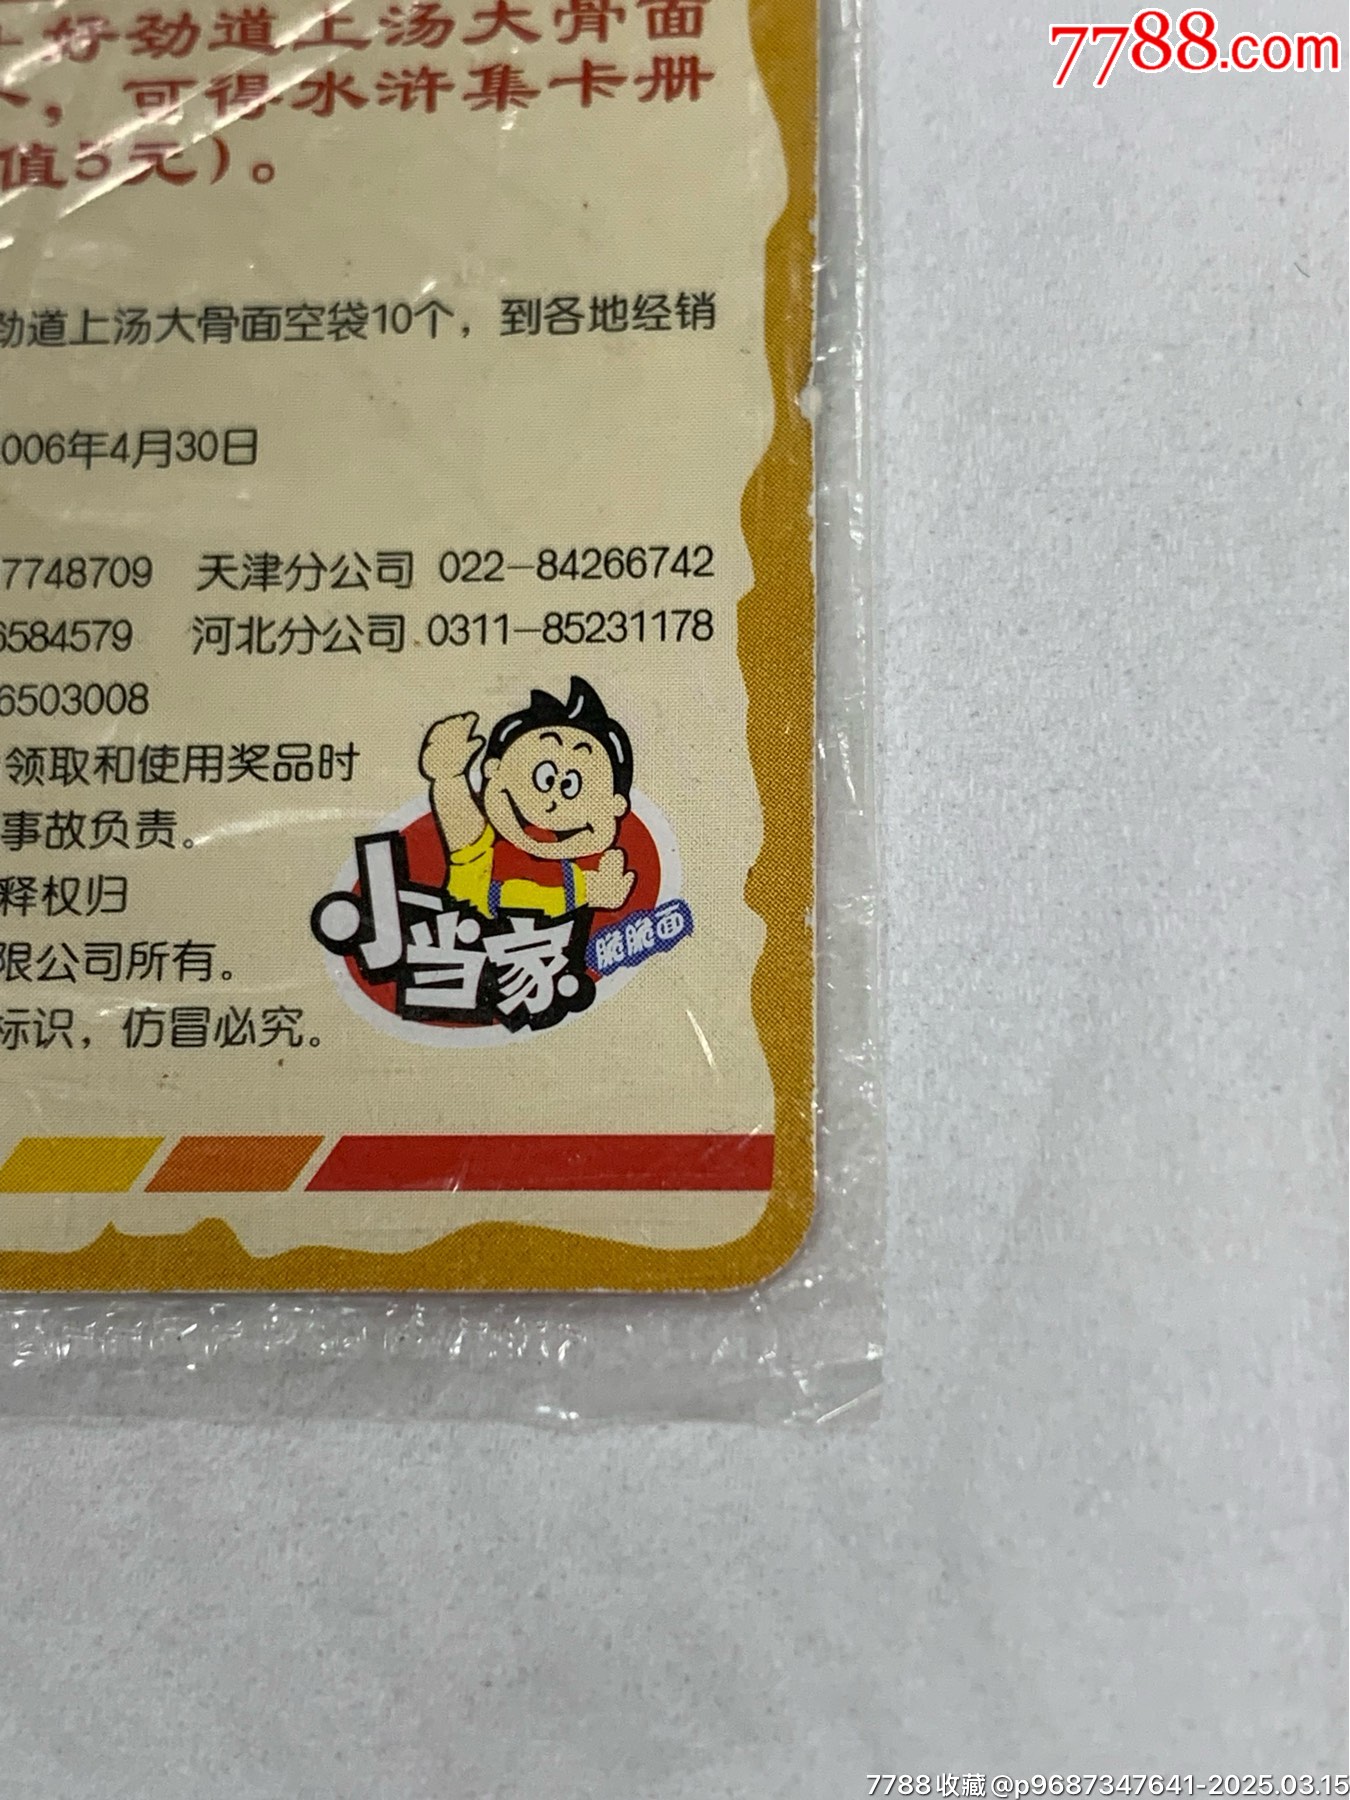 7788.com
好劲道上汤大骨面
，可得水浒集卡册
值5元）。
劲道上汤大骨面空袋10个，到各地经销
006年4月30日
7748709 天津分公司 022-84266742
6584579 河北分公司 0311-85231178
6503008
领取和使用奖品时
事故负责。
释权归
限公司所有。
标识，仿冒必究。
小当家
脆脆面
7788收藏@p9687347641-2025.03.15